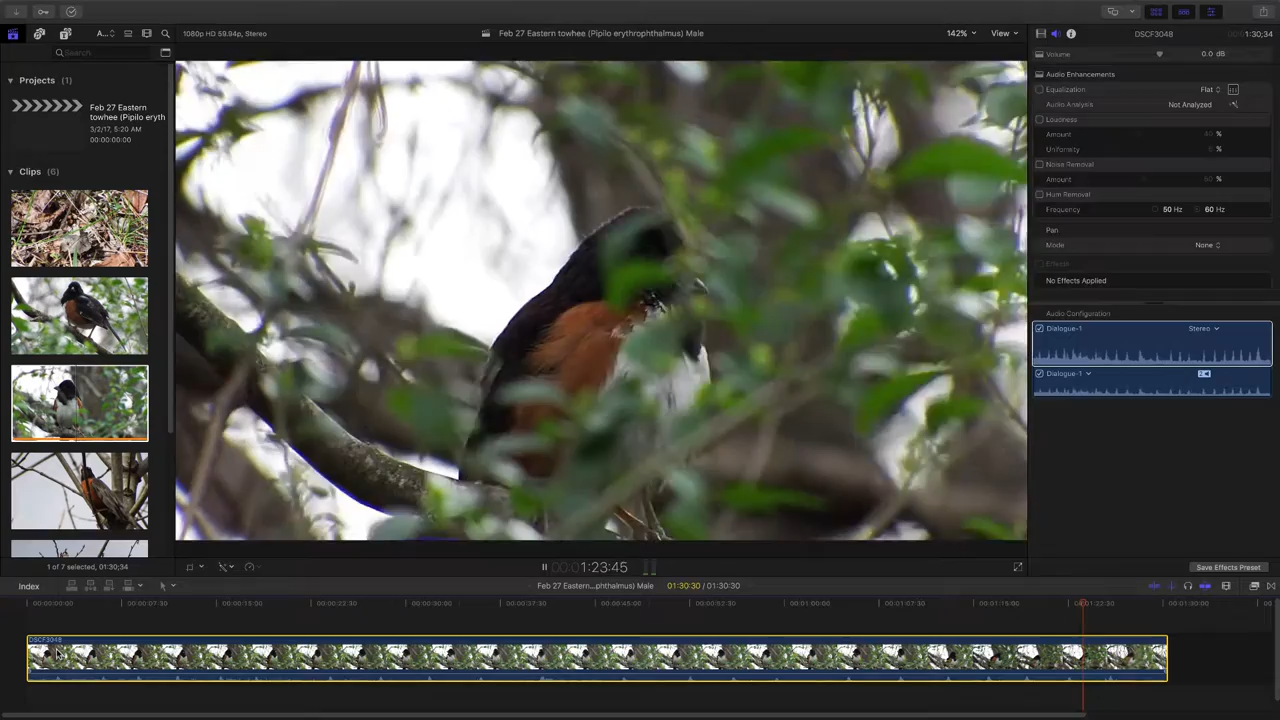 A...
1080p HD 59.94p, Stereo
Feb 27 Eastern towhee (Pipilo erythrophthalmus) Male
142%
View
DSCF3048
1:30;34
Search
Volume
0.0 dB
Projects (1)
Audio Enhancements
Equalization
Flat
Feb 27 Eastern
towhee (Pipilo eryth
3/2/17, 5:20 AM
00:00:00:00
Audio Analysis
Not Analyzed
Loudness
Amount
%
Uniformity
%
Clips (6)
Noise Removal
Amount
%
Hum Removal
Frequency
50 Hz
60 Hz
Pan
Mode
None
Effects
No Effects Applied
Audio Configuration
Dialogue-1
Stereo
Dialogue-1
1 of 7 selected, 01:30;34
00:00:01:23:45
Save Effects Preset
Index
Feb 27 Eastern...phthalmus) Male
01:30:30 / 01:30:30
00:00:00:00
00:00:07:30
00:00:15:00
00:00:22:30
00:00:30:00
00:00:37:30
00:00:45:00
00:00:52:30
00:01:00:00
00:01:07:30
00:01:15:00
00:01:22:30
00:01:30:00
00
DSCF3048